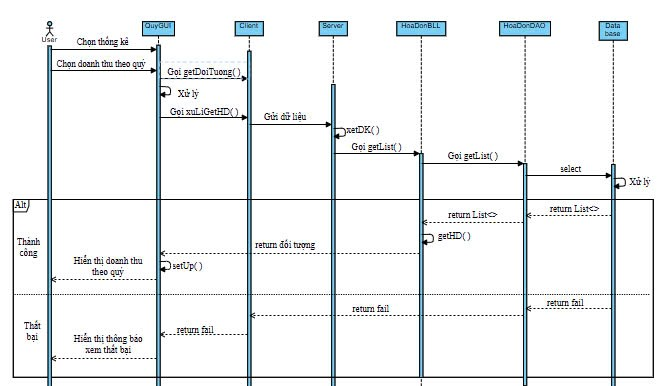 User
QuyGUI
Client
Server
HoaDonBLL
HoaDonDAO
Data
base
Chọn thống kê
Chọn doanh thu theo quý
Gọi getDoiTuong( )
Xử lý
Gọi xuLiGetHD( )
Gửi dữ liệu
xetDK( )
Gọi getList( )
Gọi getList( )
select
Xử lý
Alt
Thành
công
return List<>
return List<>
getHD( )
return đối tượng
setUp( )
Hiển thị doanh thu
theo quý
Thất
bại
return fail
return fail
return fail
Hiển thị thông báo
xem thất bại